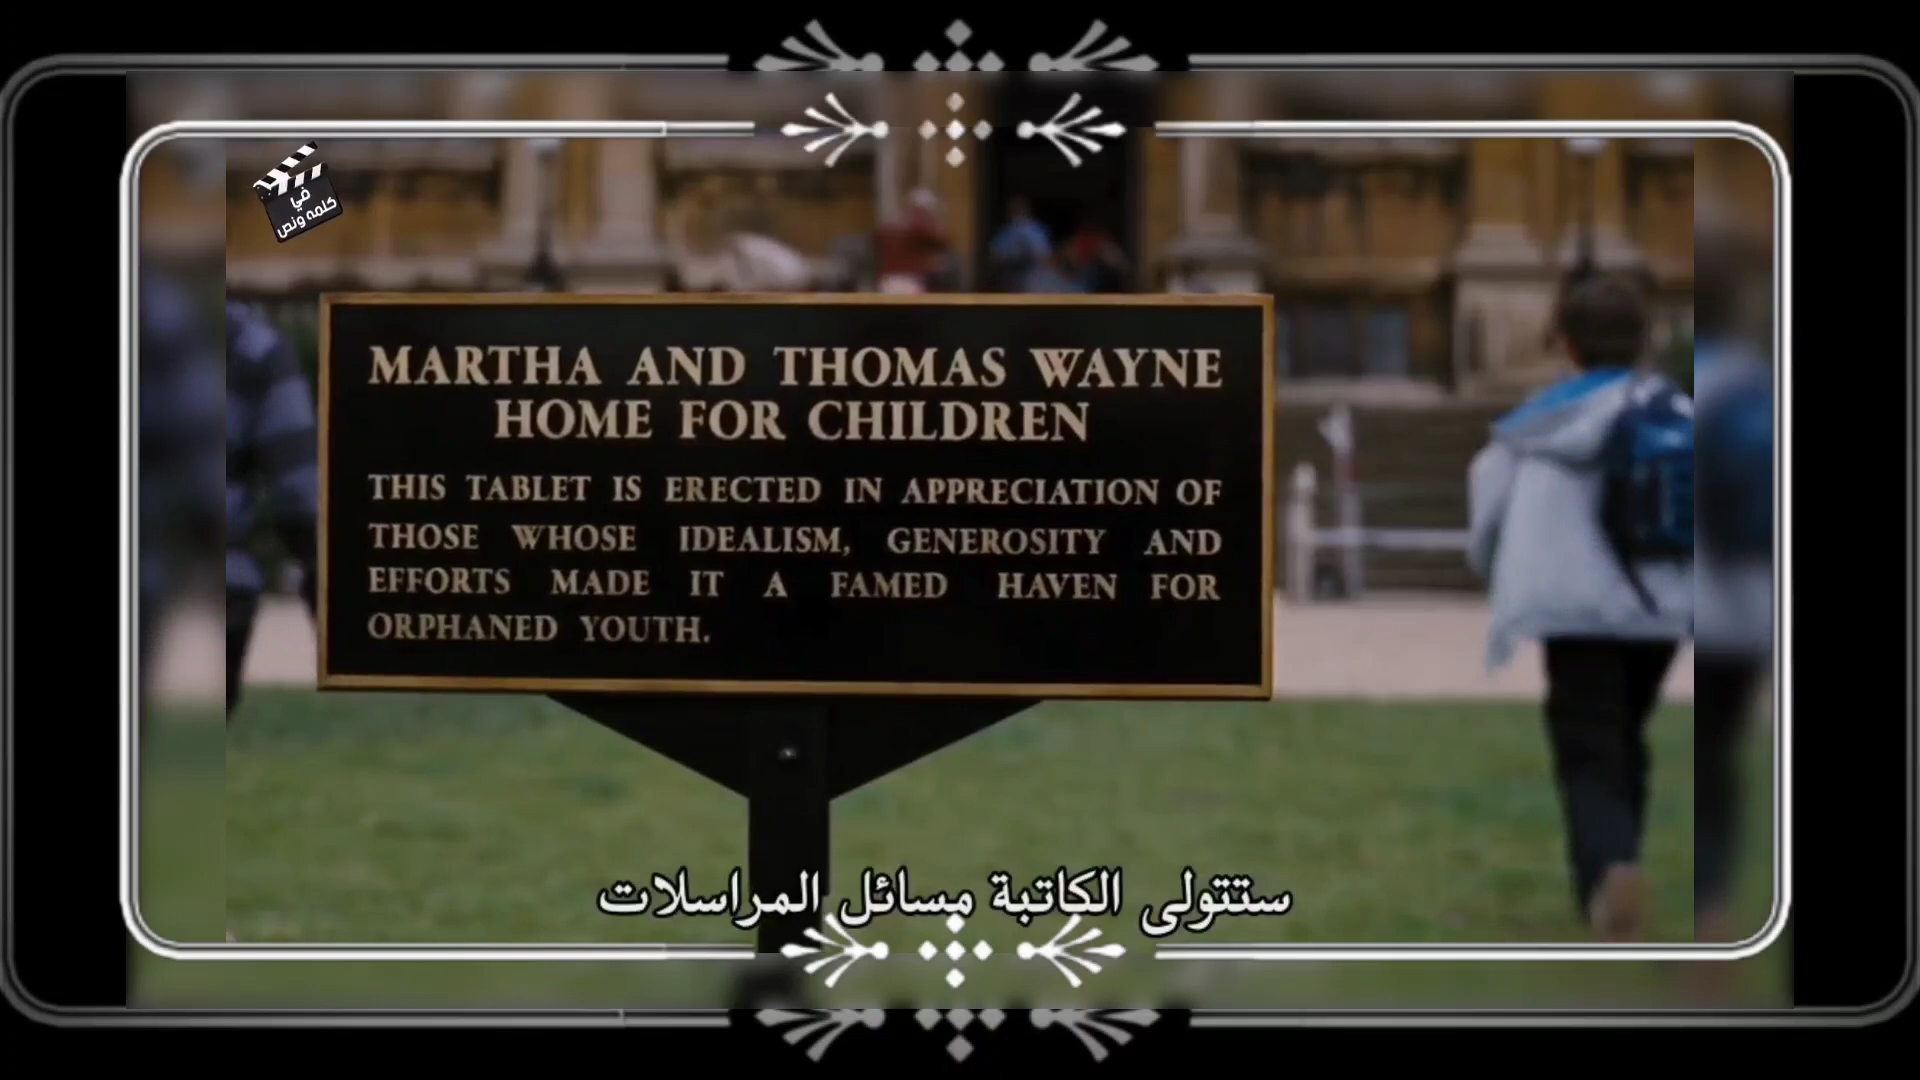 في
كلمه ونص
MARTHA AND THOMAS WAYNE
HOME FOR CHILDREN
THIS TABLET IS ERECTED IN APPRECIATION OF
THOSE WHOSE IDEALISM, GENEROSITY AND
EFFORTS MADE IT A FAMED HAVEN FOR
ORPHANED YOUTH.
ستتولى الكاتبة مسائل المراسلات